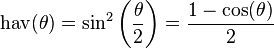 hav(θ) = sin²(θ/2) = (1 − cos(θ))/2